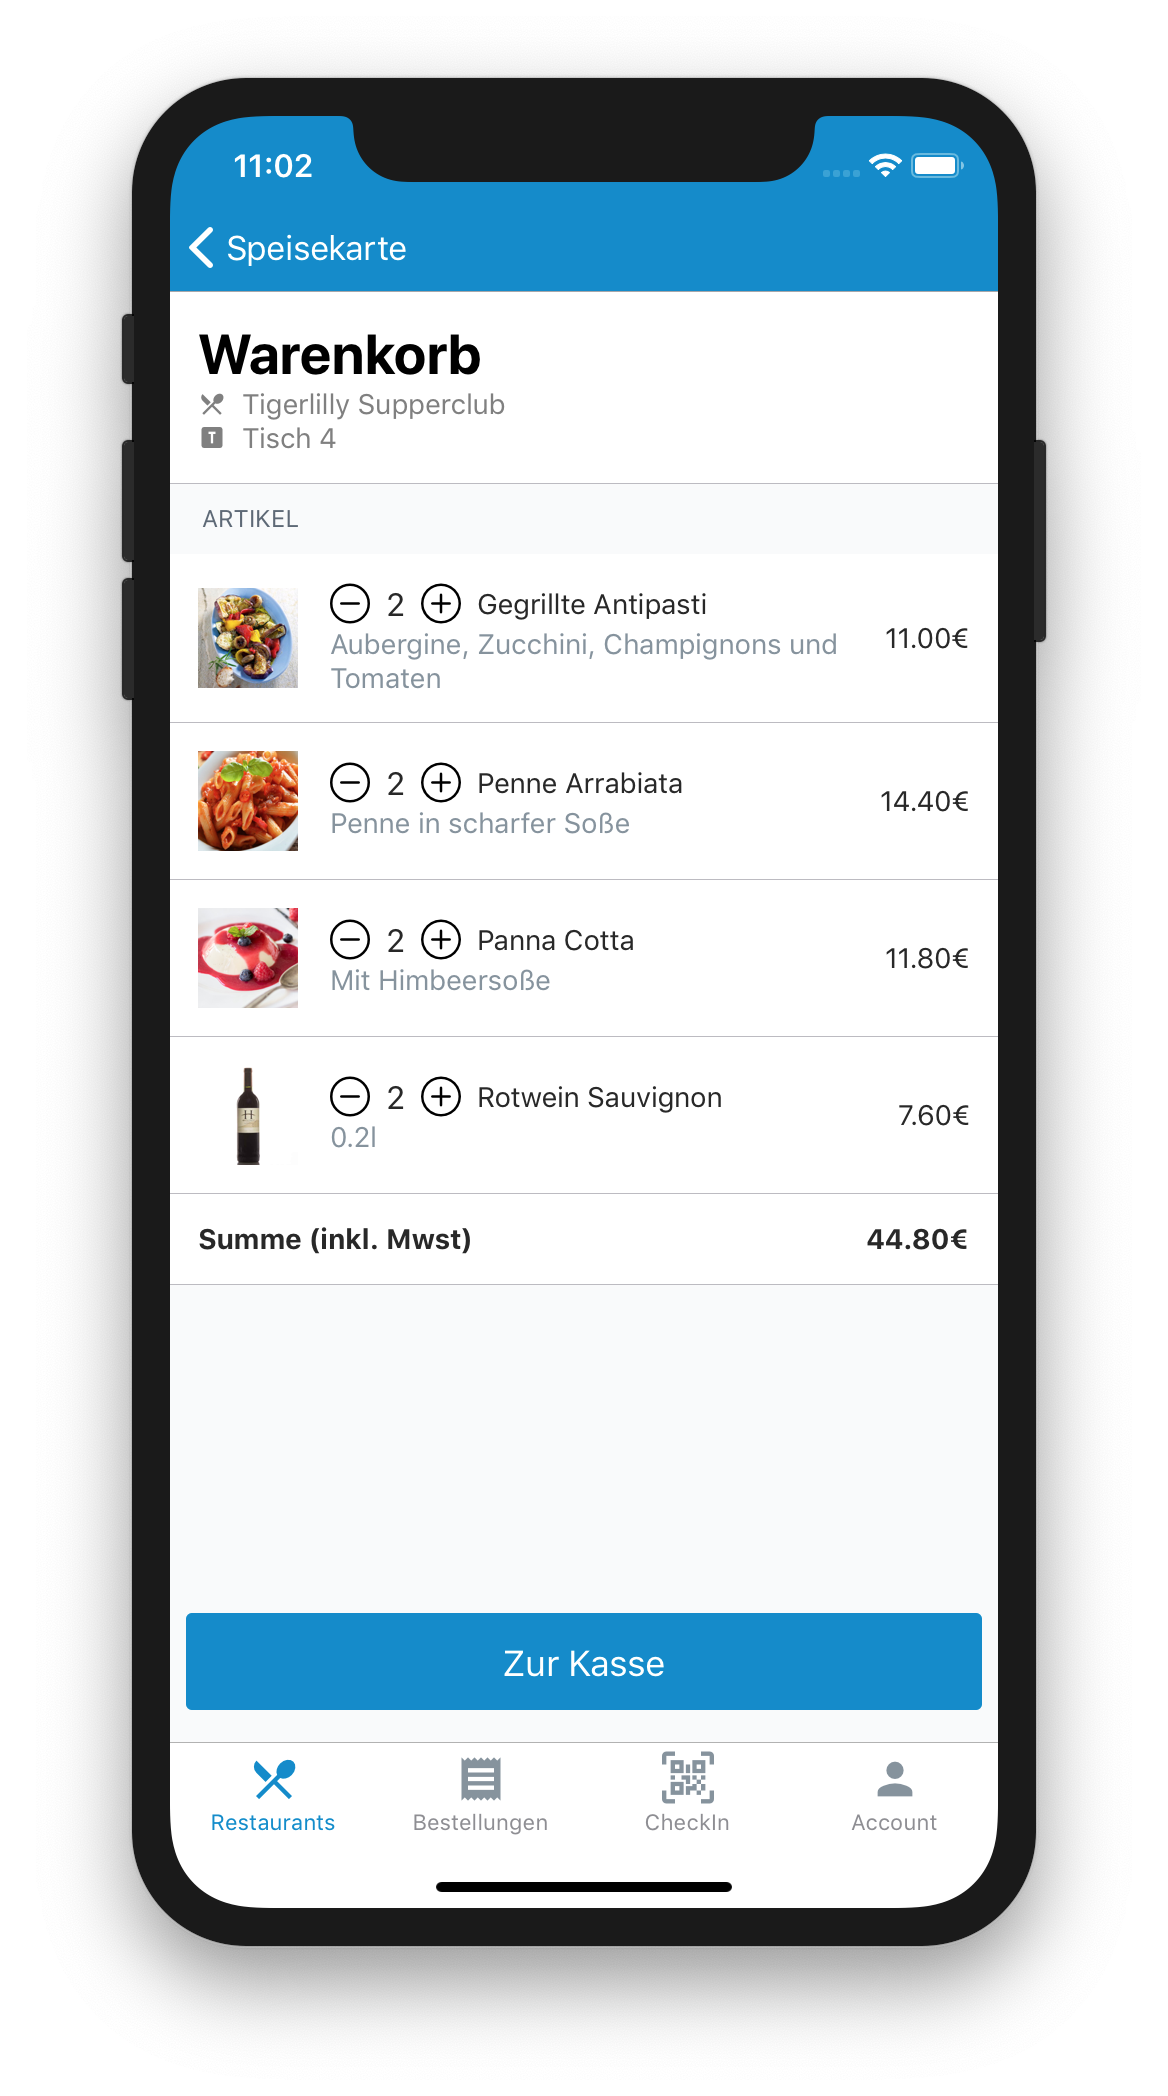 11:02
Speisekarte
Warenkorb
Tigerlilly Supperclub
T Tisch 4
ARTIKEL
2 Gegrillte Antipasti
Aubergine, Zucchini, Champignons und
Tomaten
11.00€
2 Penne Arrabiata
Penne in scharfer Soße
14.40€
2 Panna Cotta
Mit Himbeersoße
11.80€
2 Rotwein Sauvignon
0.2l
7.60€
Summe (inkl. Mwst) 44.80€
Zur Kasse
Restaurants Bestellungen CheckIn Account